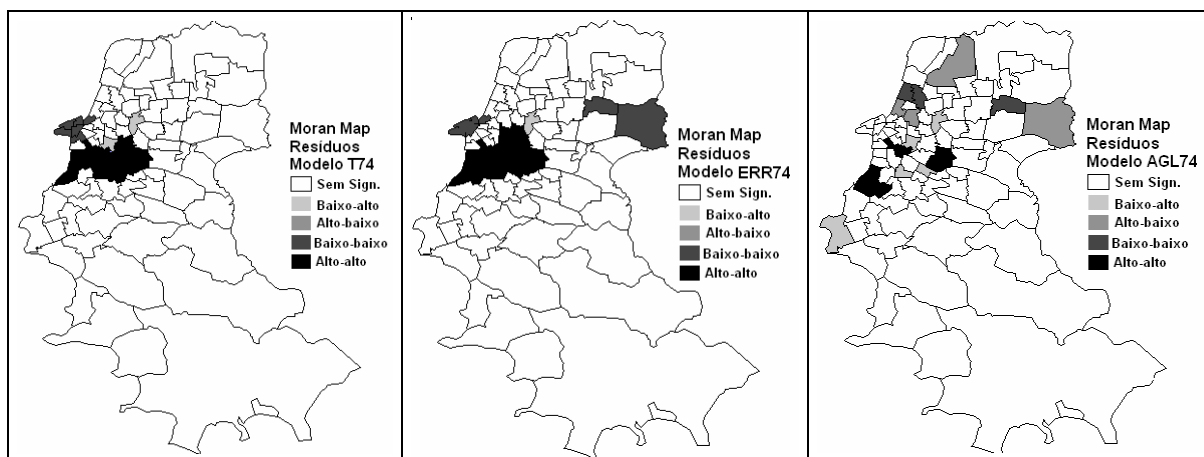 Moran Map
Resíduos
Modelo T74
Sem Sign.
Baixo-alto
Alto-baixo
Baixo-baixo
Alto-alto
Moran Map
Resíduos
Modelo ERR74
Sem Sign.
Baixo-alto
Alto-baixo
Baixo-baixo
Alto-alto
Moran Map
Resíduos
Modelo AGL74
Sem Sign.
Baixo-alto
Alto-baixo
Baixo-baixo
Alto-alto